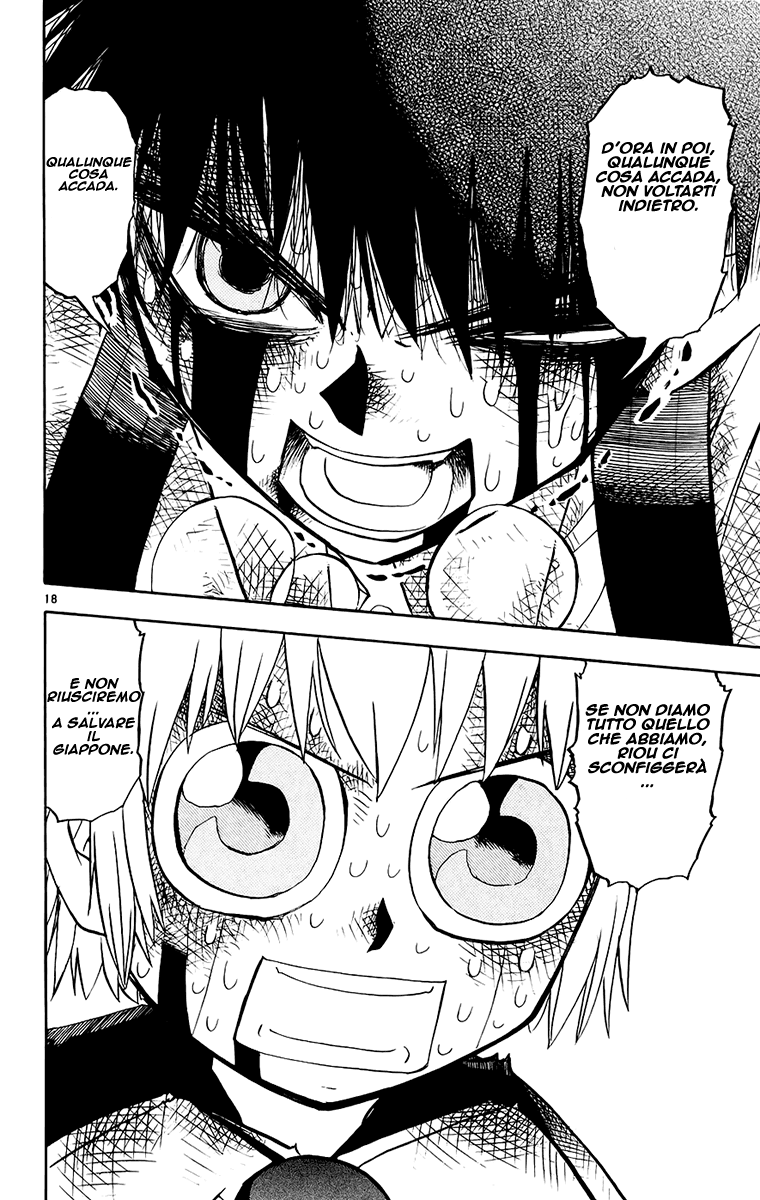 D'ORA IN POI,
QUALUNQUE
COSA ACCADA,
NON VOLTARTI
INDIETRO.
QUALUNQUE
COSA
ACCADA.
18
SE NON DIAMO
TUTTO QUELLO
CHE ABBIAMO,
RIOU CI
SCONFIGGERÀ
...
E NON
RIUSCIREMO
...
A SALVARE
IL
GIAPPONE.